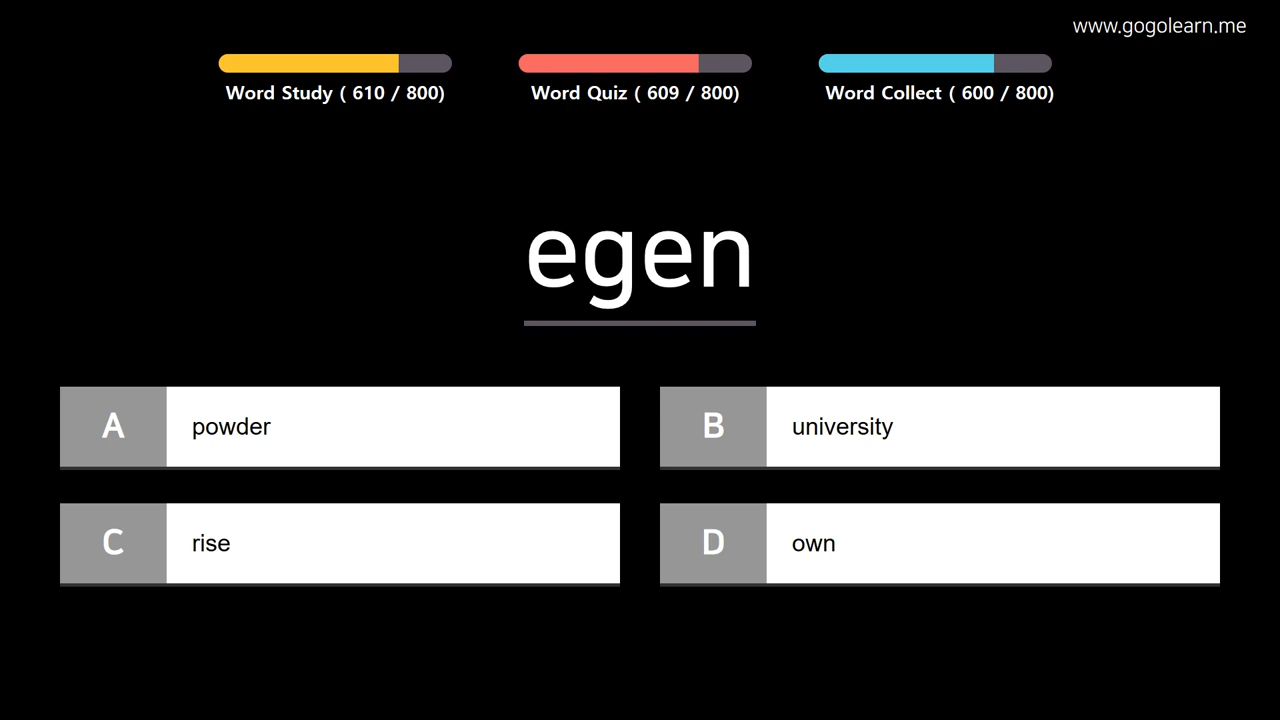 www.gogolearn.me
Word Study ( 610 / 800)
Word Quiz ( 609 / 800)
Word Collect ( 600 / 800)
egen
A powder
B university
C rise
D own